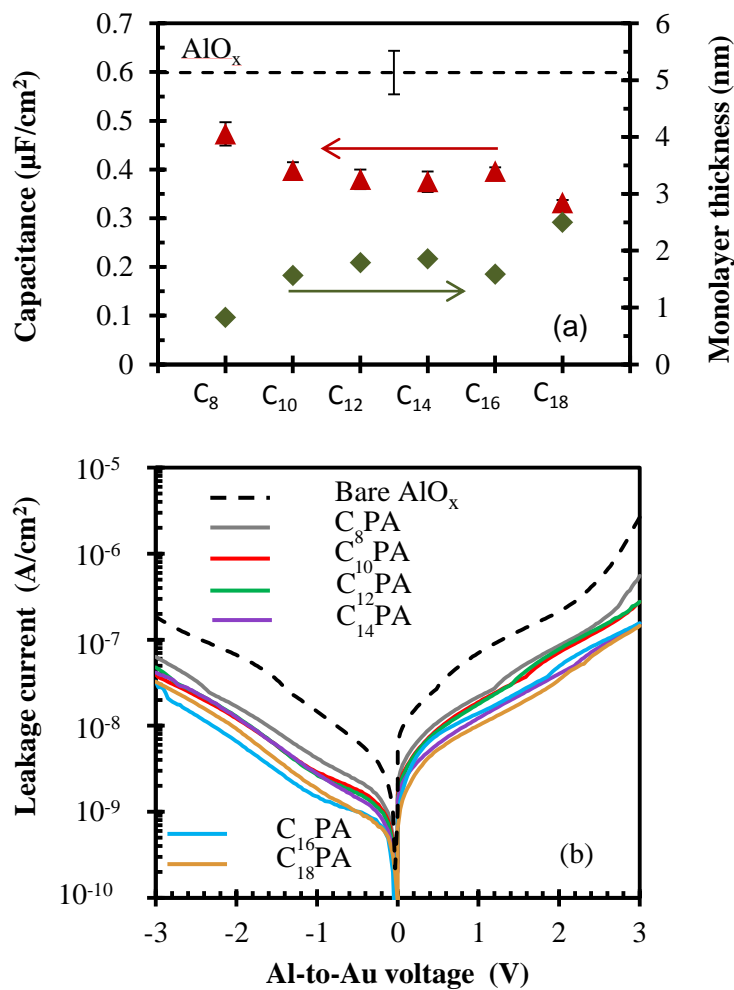 0.7
0.6
0.5
0.4
0.3
0.2
0.1
0
Capacitance (µF/cm²)
AlOₓ
(a)
6
5
4
3
2
1
0
Monolayer thickness (nm)
C₈
C₁₀
C₁₂
C₁₄
C₁₆
C₁₈
10⁻⁵
10⁻⁶
10⁻⁷
10⁻⁸
10⁻⁹
10⁻¹⁰
Leakage current (A/cm²)
Bare AlOₓ
C₈PA
C₁₀PA
C₁₂PA
C₁₄PA
C₁₆PA
C₁₈PA
(b)
-3
-2
-1
0
1
2
3
Al-to-Au voltage (V)